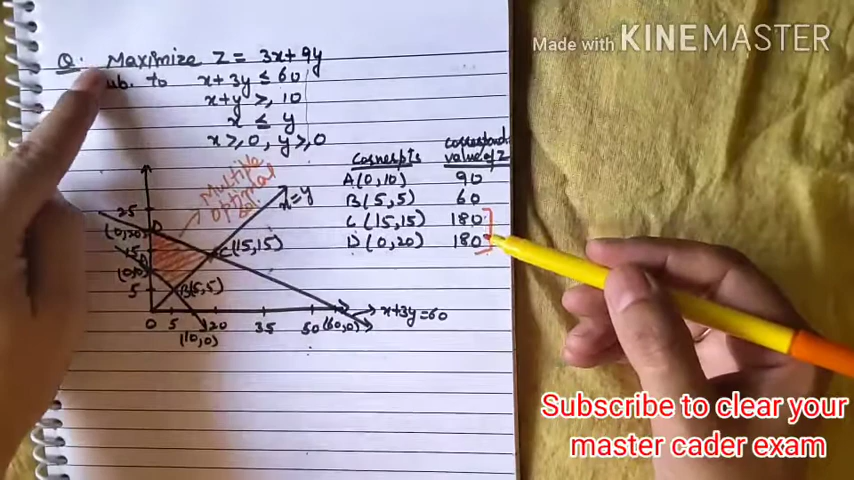 Made with KINEMASTER
Q. Maximize Z = 3x + 9y
sub. to x + 3y ≤ 60
x + y ≥ 10
x ≤ y
x ≥ 0, y ≥ 0
Corner pts
Correspond. value of Z
A(0,10) 90
B(5,5) 60
C(15,15) 180
D(0,20) 180
Multiple
optimal
sol.
x = y
25
D
(0,20)
15
A
5
C(15,15)
B(5,5)
0 5 20 35 50 (60,0)
x+3y=60
(10,0)
Subscribe to clear your
master cader exam